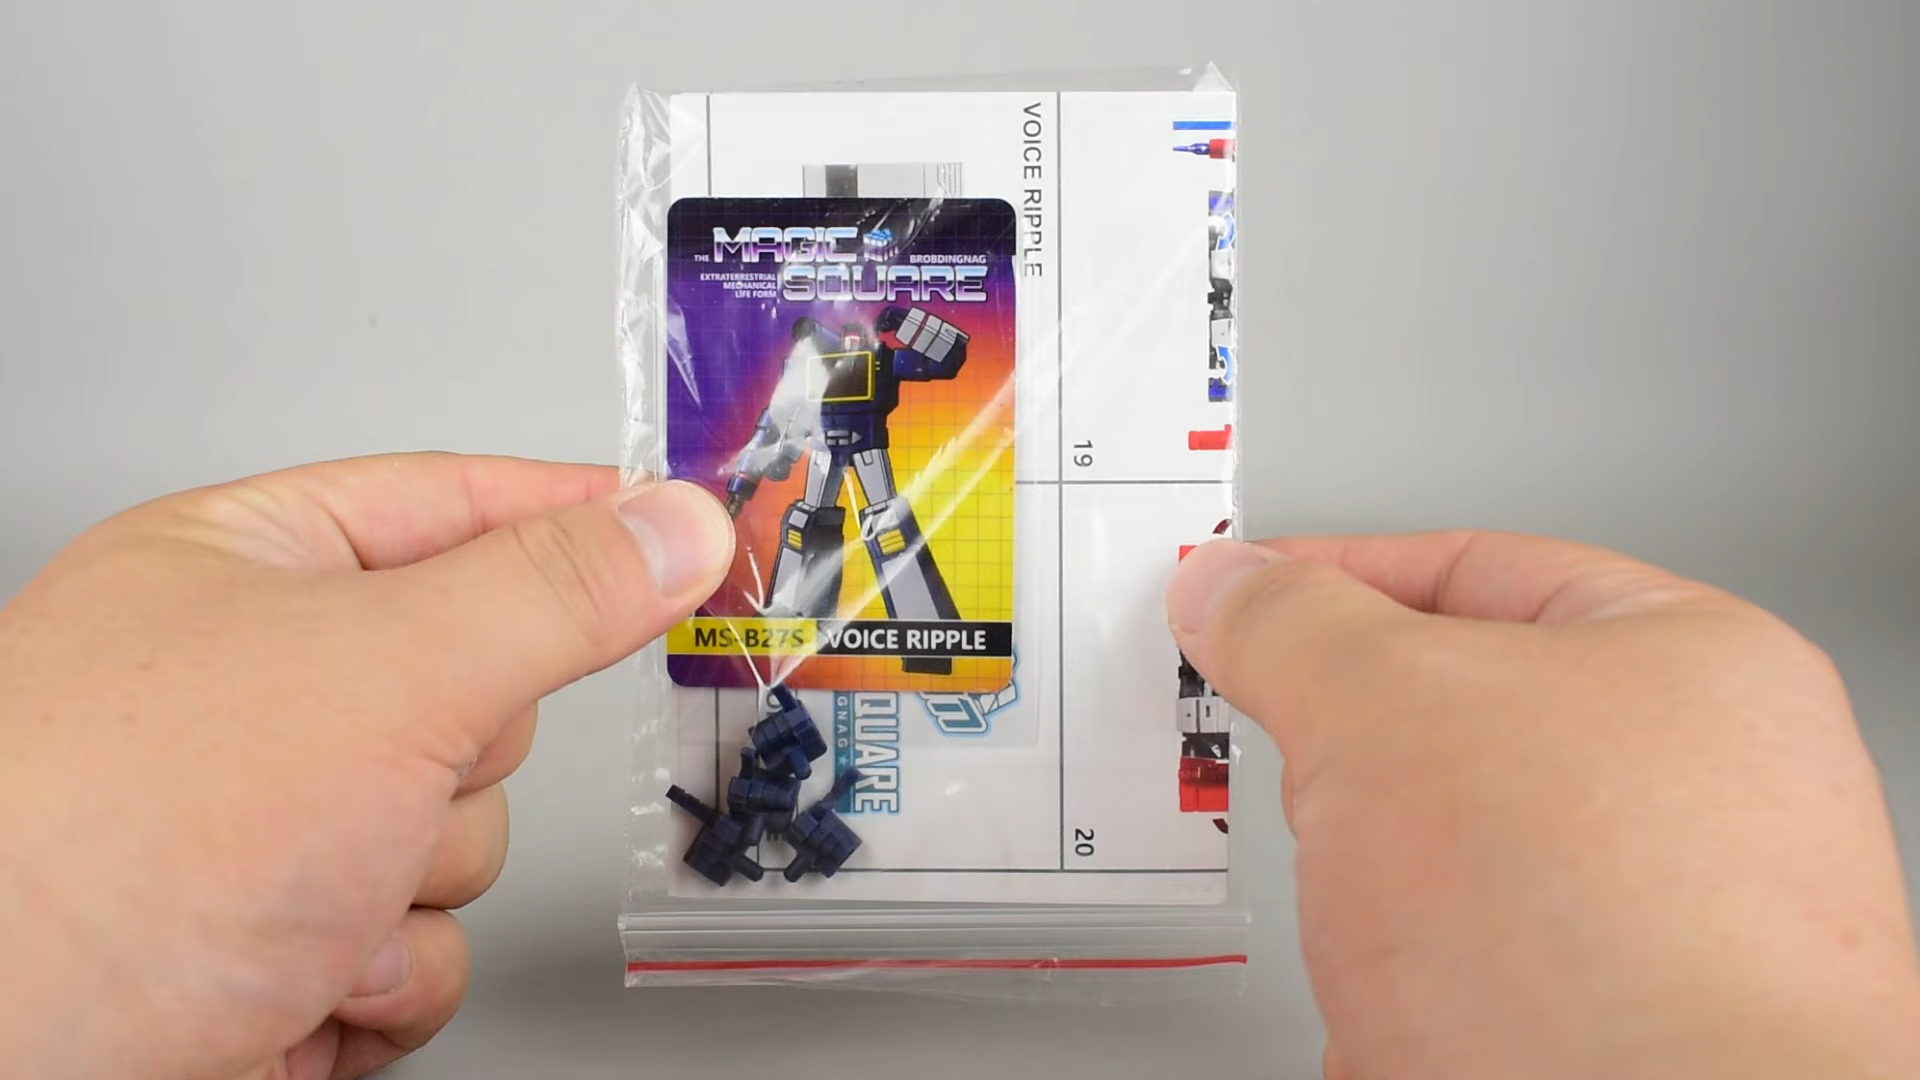 VOICE RIPPLE
THE MAGIC
BROBDINGNAG
EXTRATERRESTRIAL
MECHANICAL
LIFE FORM
SQUARE
MS-B27S VOICE RIPPLE
QUARE
GNAG
19
20